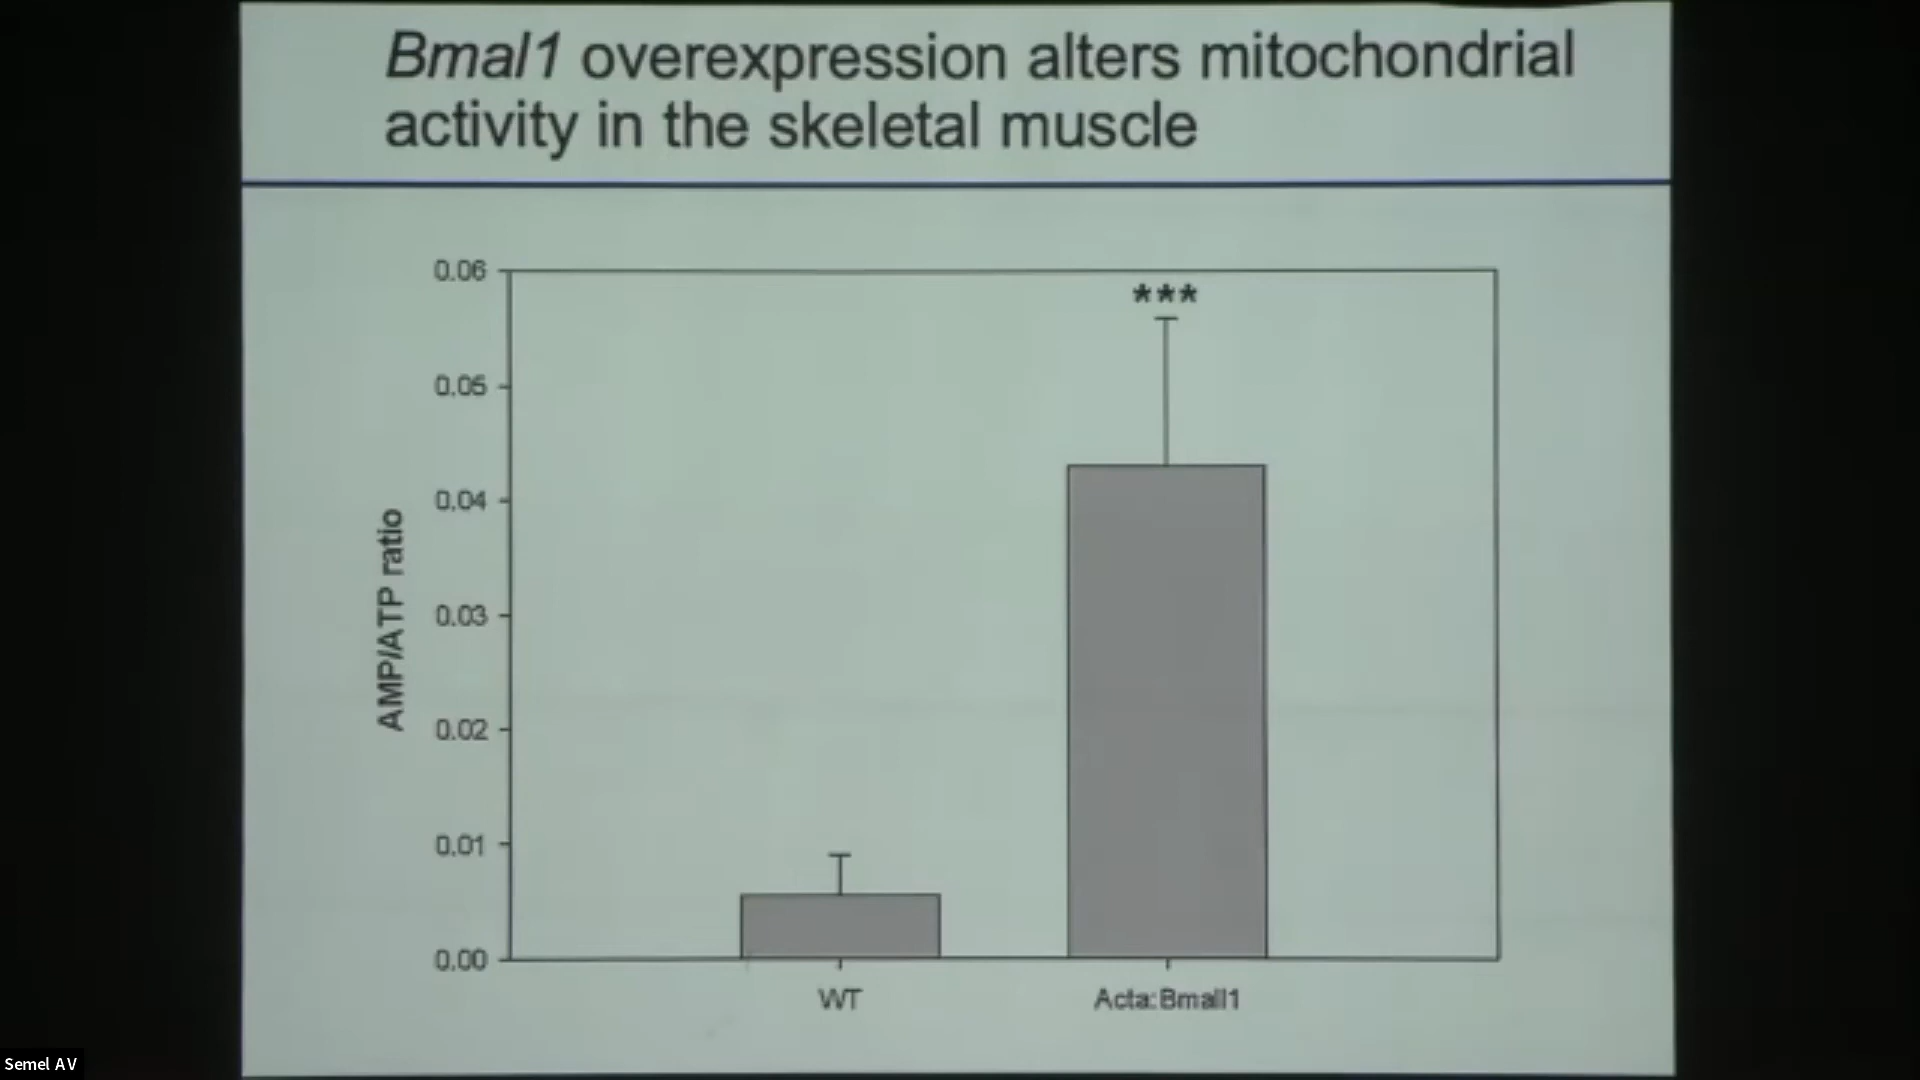 Bmal1 overexpression alters mitochondrial
activity in the skeletal muscle
0.06
***
0.05
0.04
0.03
0.02
0.01
0.00
AMP/ATP ratio
WT
Acta:Bmall1
Semel AV